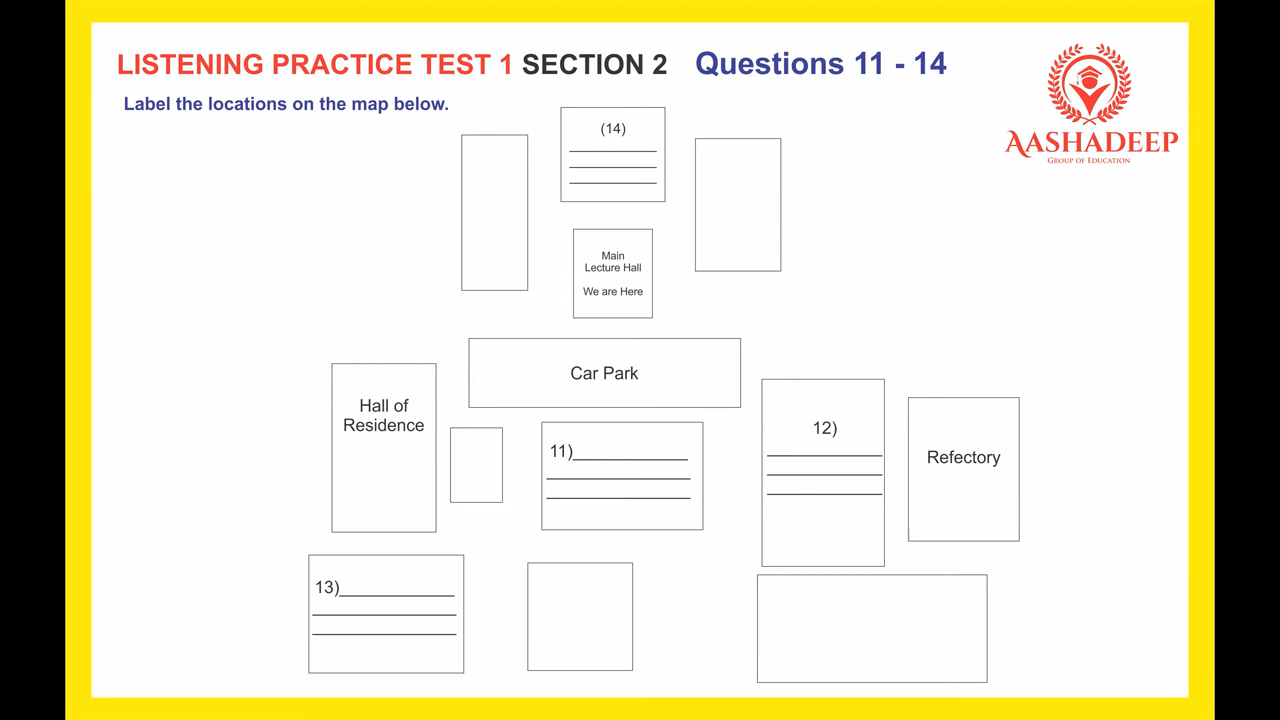 LISTENING PRACTICE TEST 1 SECTION 2 Questions 11 - 14
Label the locations on the map below.
AASHADEEP
GROUP OF EDUCATION
(14)
Main
Lecture Hall
We are Here
Car Park
Hall of
Residence
11)
12)
Refectory
13)